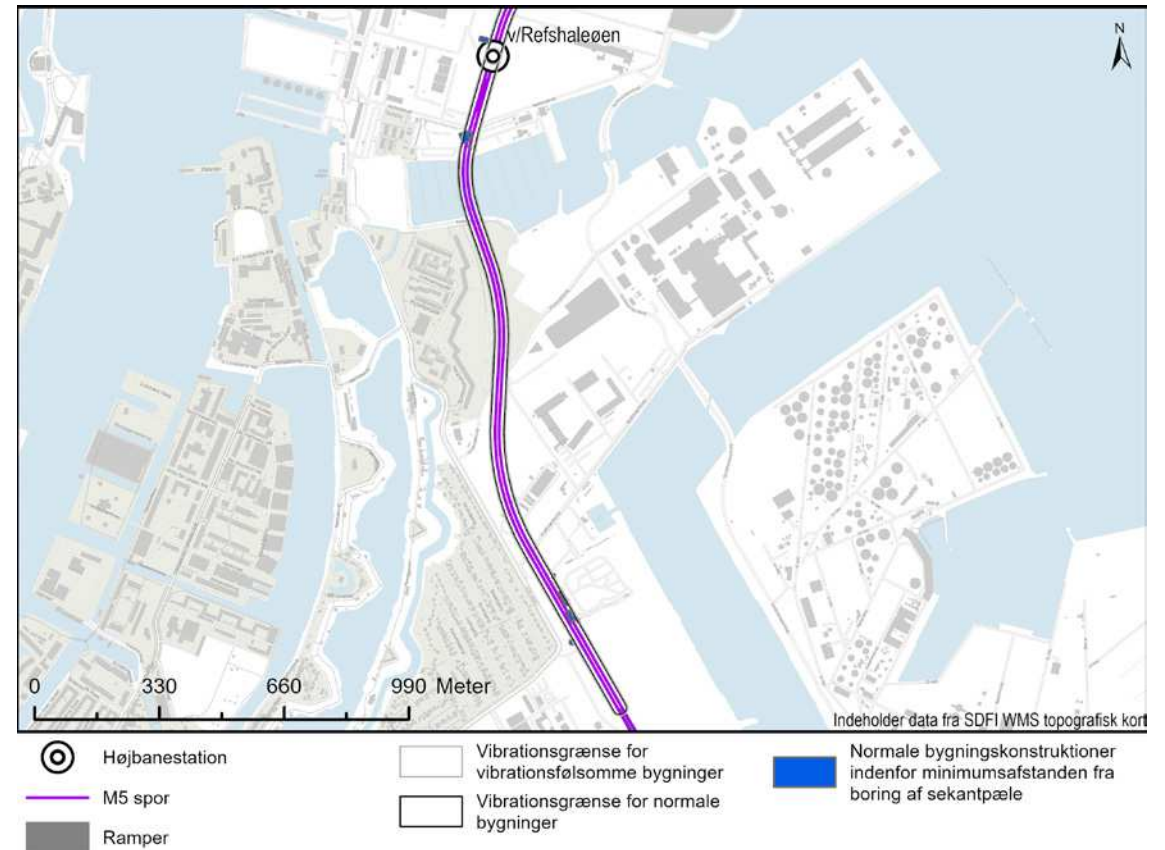 v/Refshaleøen
N
0 330 660 990 Meter
Indeholder data fra SDFI WMS topografisk kort
Højbanestation
M5 spor
Ramper
Vibrationsgrænse for
vibrationsfølsomme bygninger
Vibrationsgrænse for normale
bygninger
Normale bygningskonstruktioner
indenfor minimumsafstanden fra
boring af sekantpæle